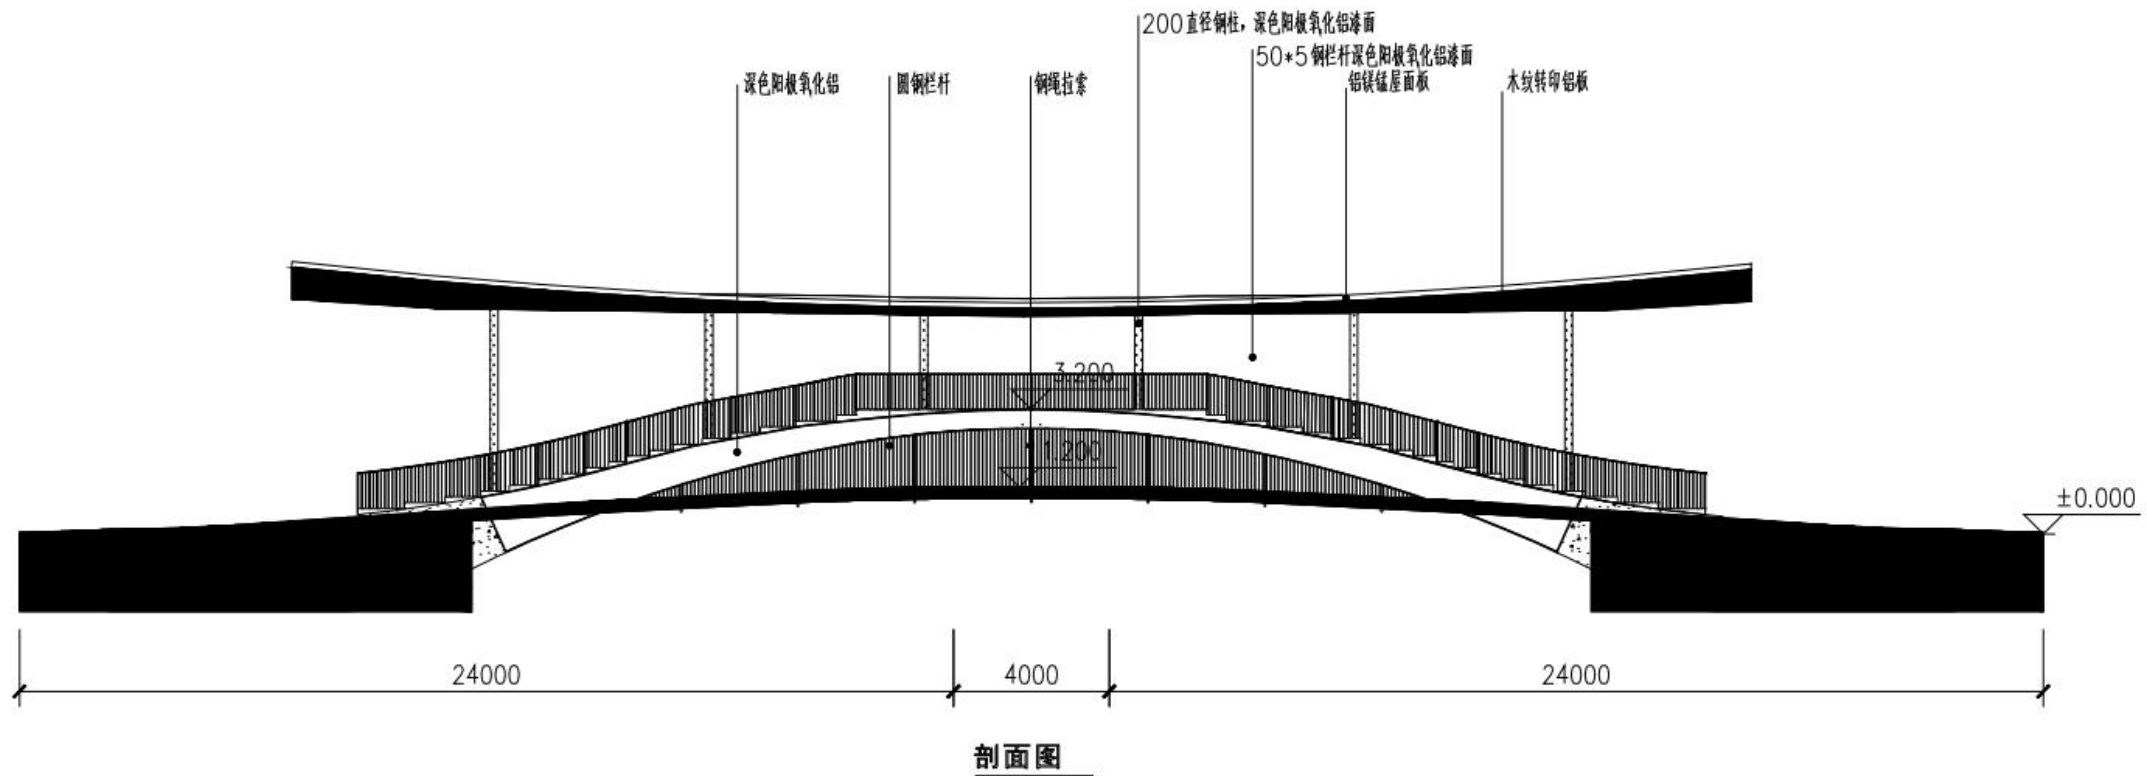 200直径钢柱，深色阳极氧化铝漆面
50*5钢栏杆深色阳极氧化铝漆面
深色阳极氧化铝
圆钢栏杆
钢绳拉索
铝镁锰屋面板
木纹转印铝板
3.200
1.200
±0.000
24000
4000
24000
剖面图